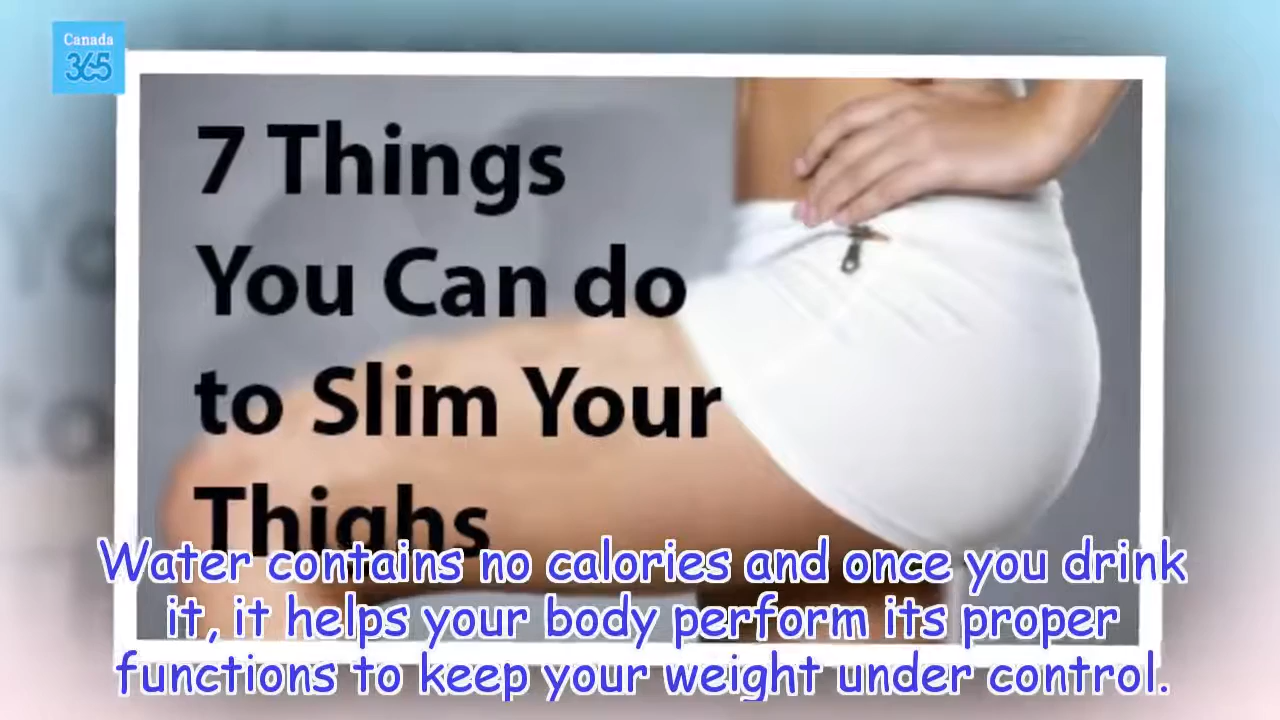 Canada
365
7 Things
You Can do
to Slim Your
Thighs
Water contains no calories and once you drink
it, it helps your body perform its proper
functions to keep your weight under control.